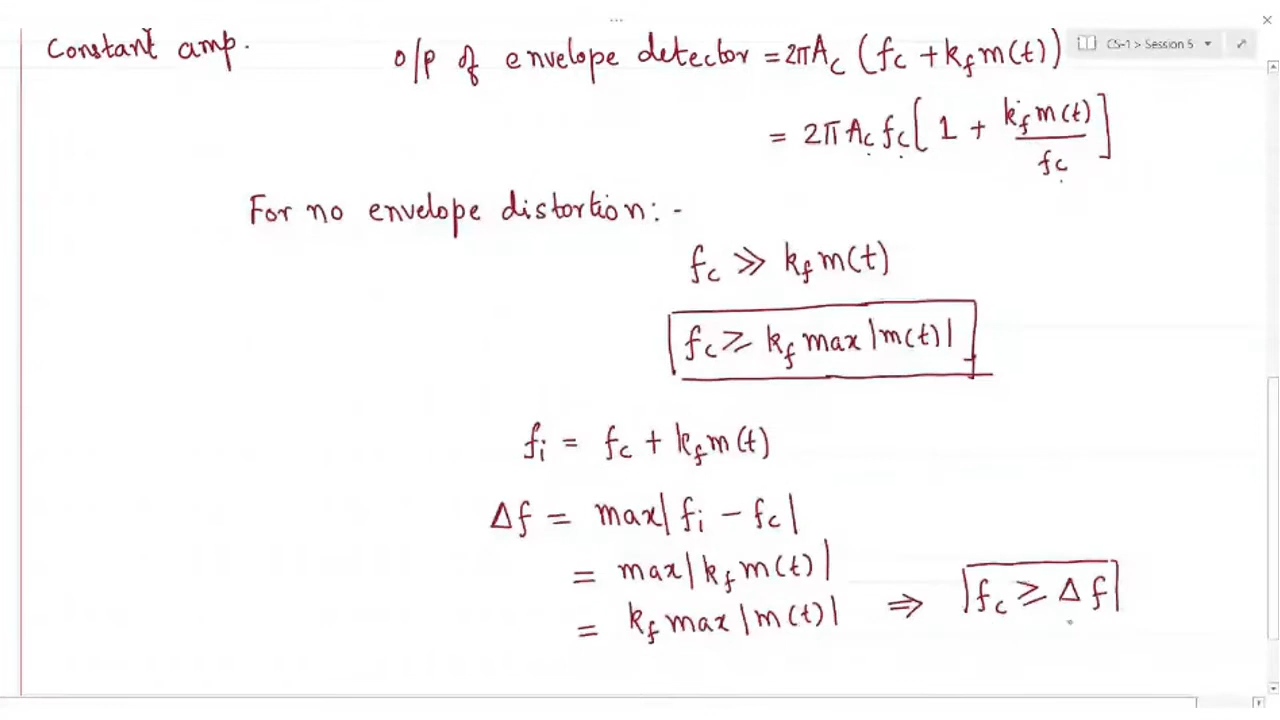 Constant amp.
o/p of envelope detector = 2πA_c (f_c + k_f m(t))
CS-1 > Session 5
= 2πA_c f_c [1 + k_f m(t) / f_c]
For no envelope distortion: -
f_c ≫ k_f m(t)
f_c ⩾ k_f max |m(t)|
f_i = f_c + k_f m(t)
Δf = max| f_i - f_c |
= max| k_f m(t) |
= k_f max | m(t) | ⇒ f_c ⩾ Δf